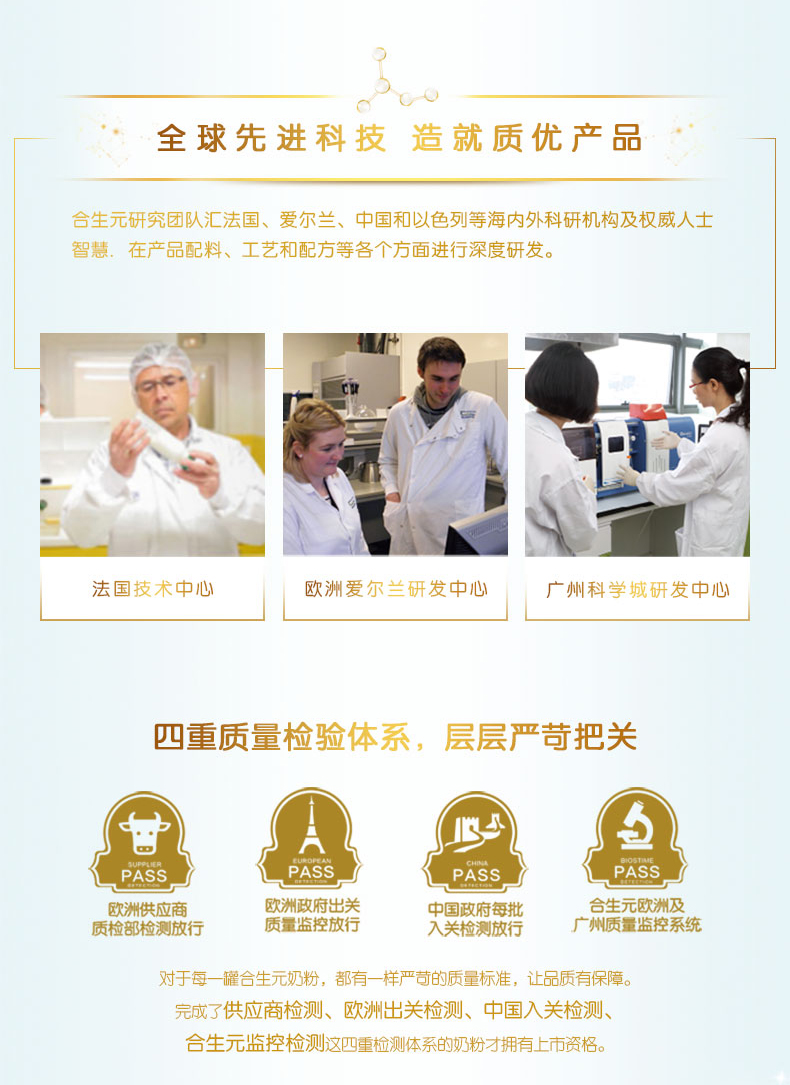 全球先进科技 造就质优产品
合生元研究团队汇法国、爱尔兰、中国和以色列等海内外科研机构及权威人士
智慧. 在产品配料、工艺和配方等各个方面进行深度研发。
法国技术中心
欧洲爱尔兰研发中心
广州科学城研发中心
四重质量检验体系，层层严苛把关
SUPPLIER
PASS
DETECTION
欧洲供应商
质检部检测放行
EUROPEAN
PASS
DETECTION
欧洲政府出关
质量监控放行
CHINA
PASS
DETECTION
中国政府每批
入关检测放行
BIOSTIME
PASS
DETECTION
合生元欧洲及
广州质量监控系统
对于每一罐合生元奶粉，都有一样严苛的质量标准，让品质有保障。
完成了供应商检测、欧洲出关检测、中国入关检测、
合生元监控检测这四重检测体系的奶粉才拥有上市资格。